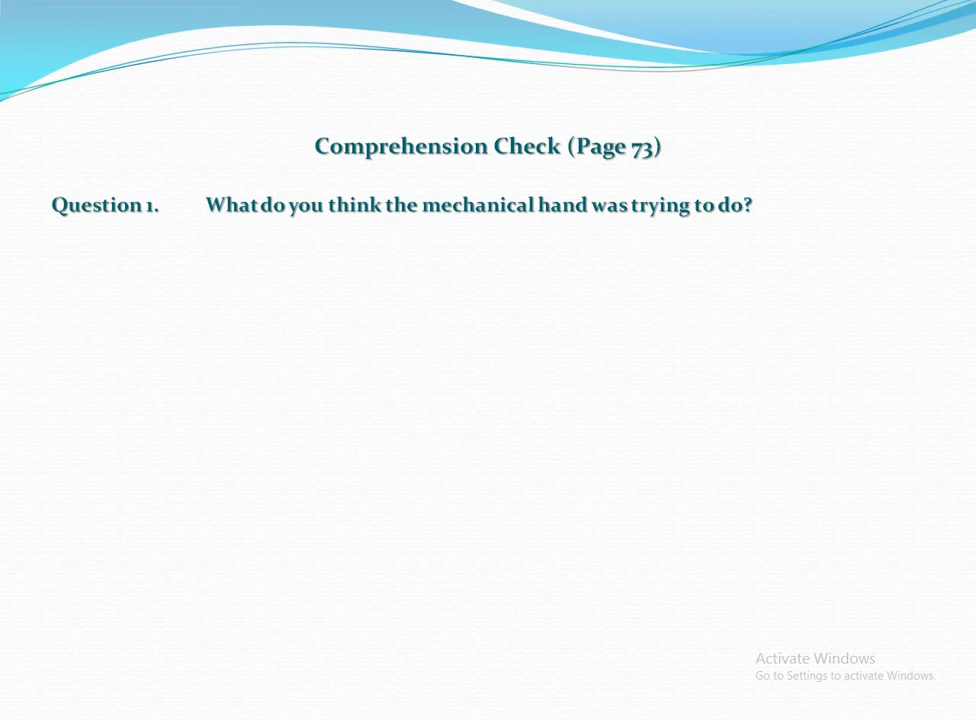 Comprehension Check (Page 73)
Question 1. What do you think the mechanical hand was trying to do?
Activate Windows
Go to Settings to activate Windows.